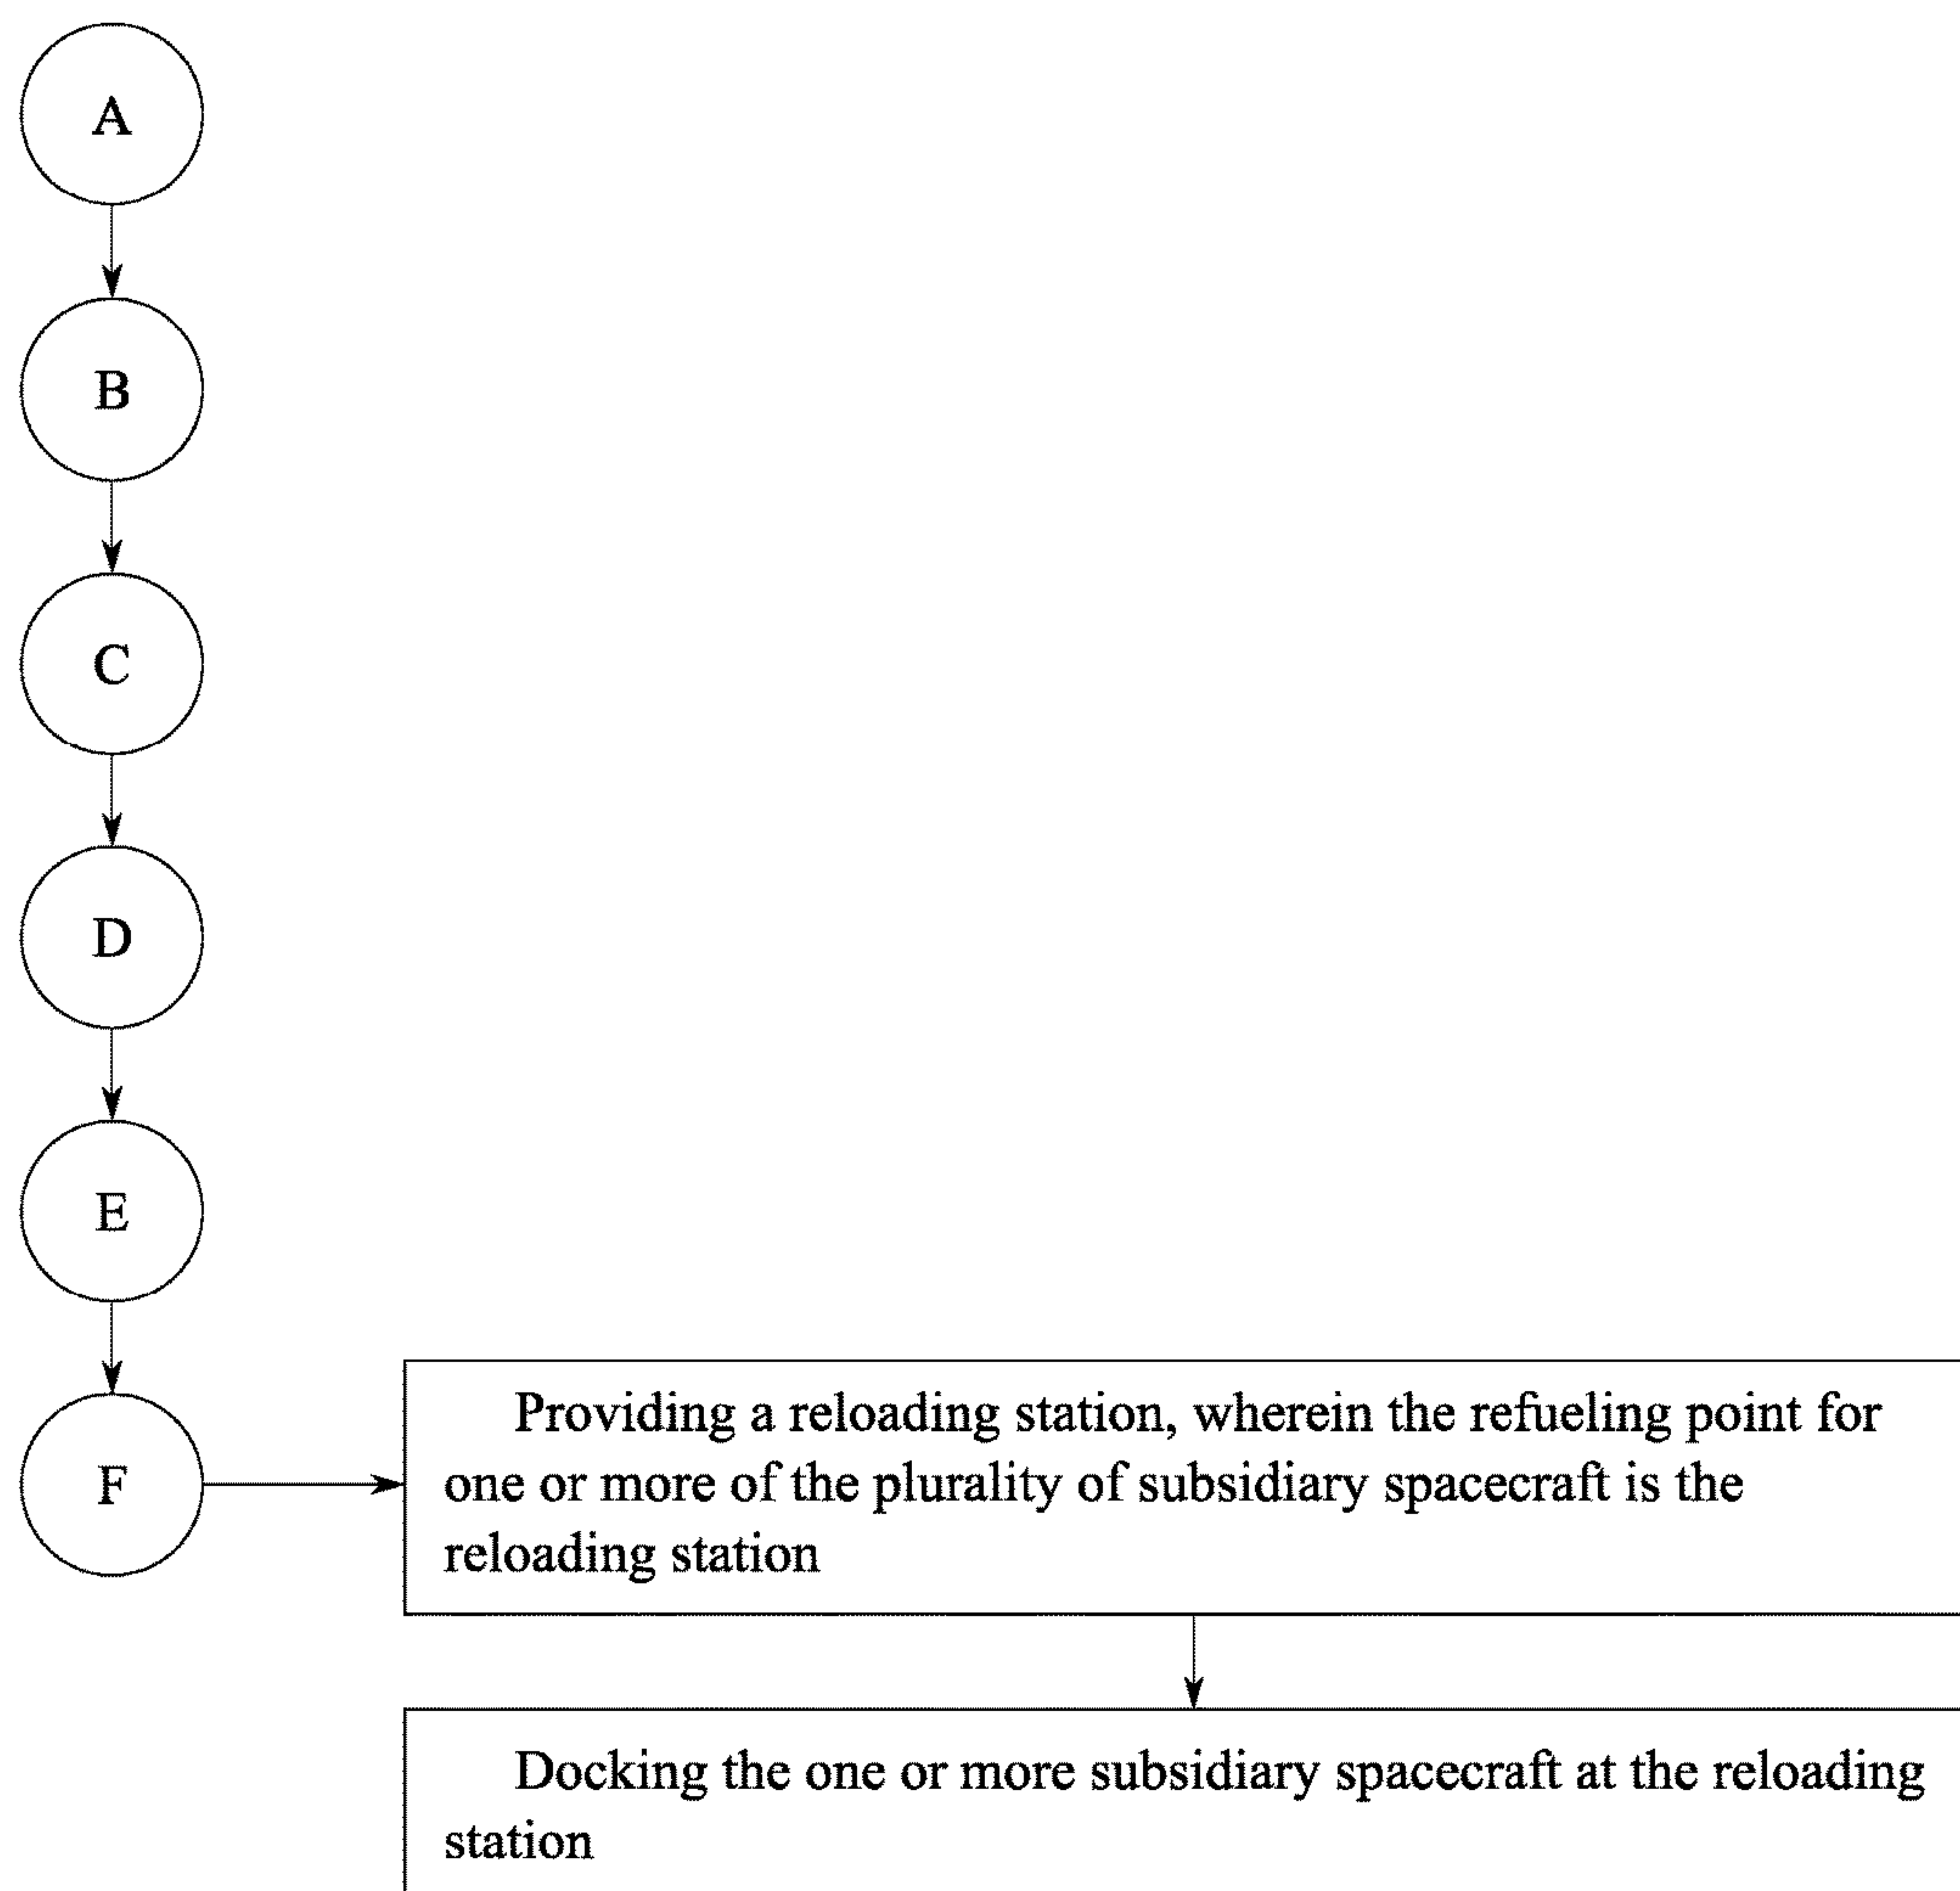 A
B
C
D
E
F
Providing a reloading station, wherein the refueling point for
one or more of the plurality of subsidiary spacecraft is the
reloading station
Docking the one or more subsidiary spacecraft at the reloading
station